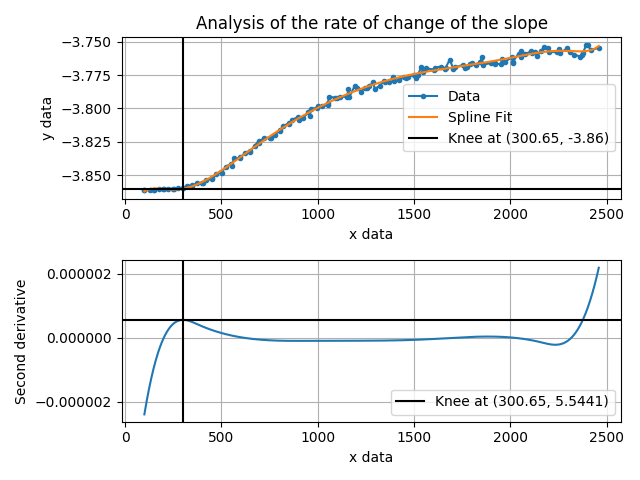 Analysis of the rate of change of the slope
y data
−3.750
−3.775
−3.800
−3.825
−3.850
Data
Spline Fit
Knee at (300.65, -3.86)
0
500
1000
1500
2000
2500
x data
Second derivative
0.000002
0.000000
−0.000002
Knee at (300.65, 5.5441)
0
500
1000
1500
2000
2500
x data